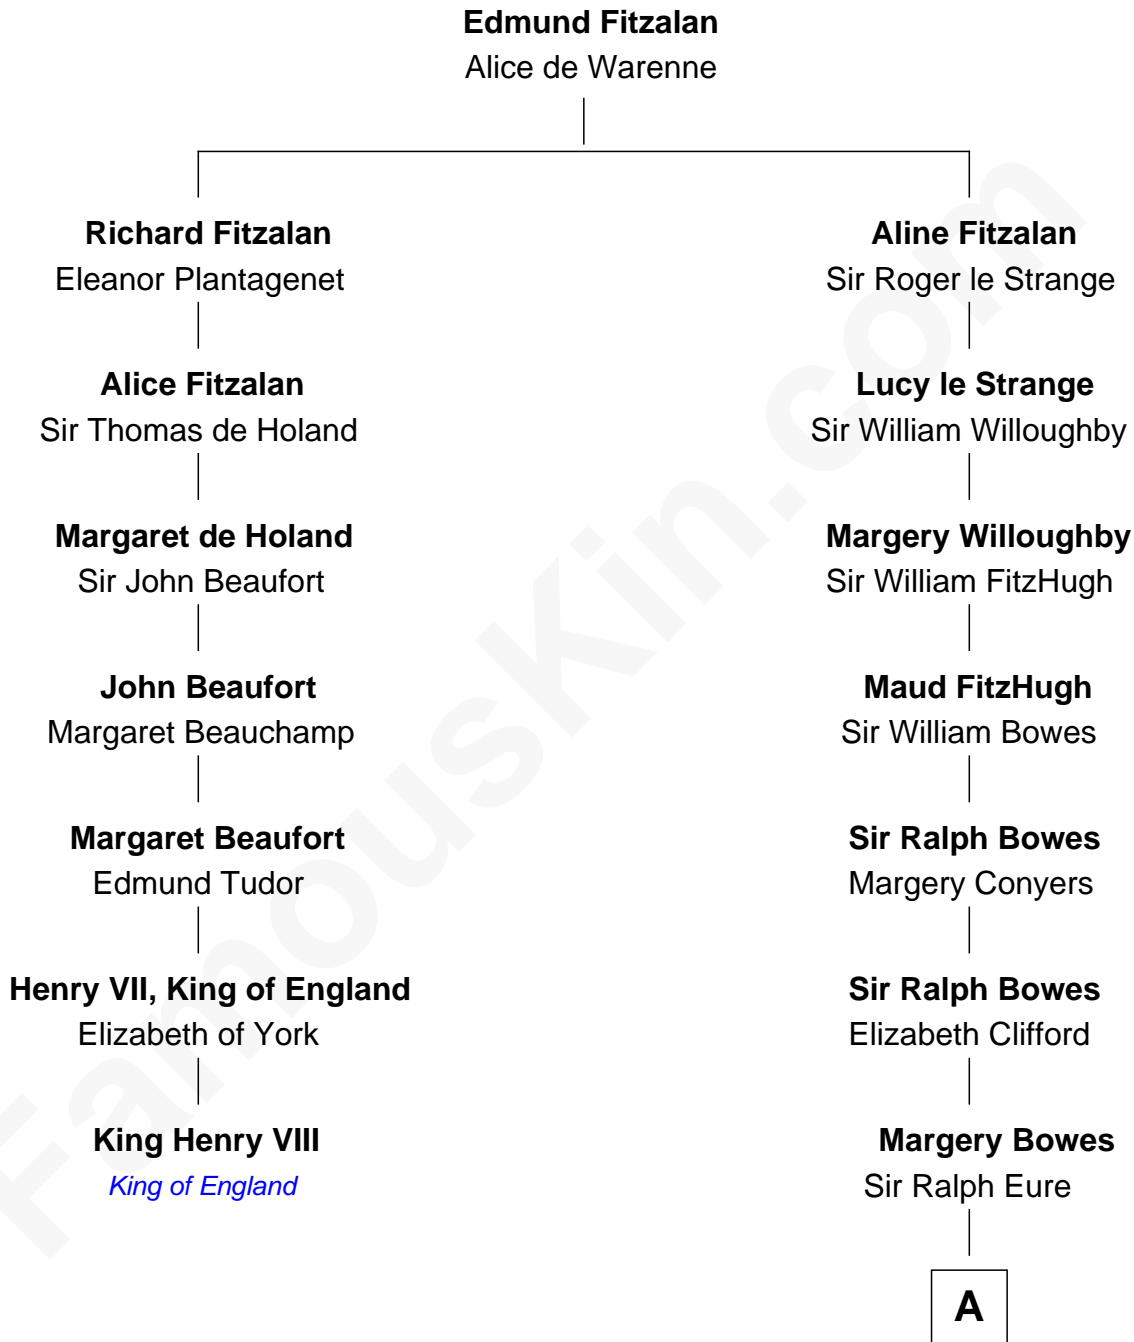 Edmund Fitzalan
Alice de Warenne
Richard Fitzalan
Eleanor Plantagenet
Alice Fitzalan
Sir Thomas de Holand
Margaret de Holand
Sir John Beaufort
John Beaufort
Margaret Beauchamp
Margaret Beaufort
Edmund Tudor
Henry VII, King of England
Elizabeth of York
King Henry VIII
King of England
Aline Fitzalan
Sir Roger le Strange
Lucy le Strange
Sir William Willoughby
Margery Willoughby
Sir William FitzHugh
Maud FitzHugh
Sir William Bowes
Sir Ralph Bowes
Margery Conyers
Sir Ralph Bowes
Elizabeth Clifford
Margery Bowes
Sir Ralph Eure
A
FamousKin.com